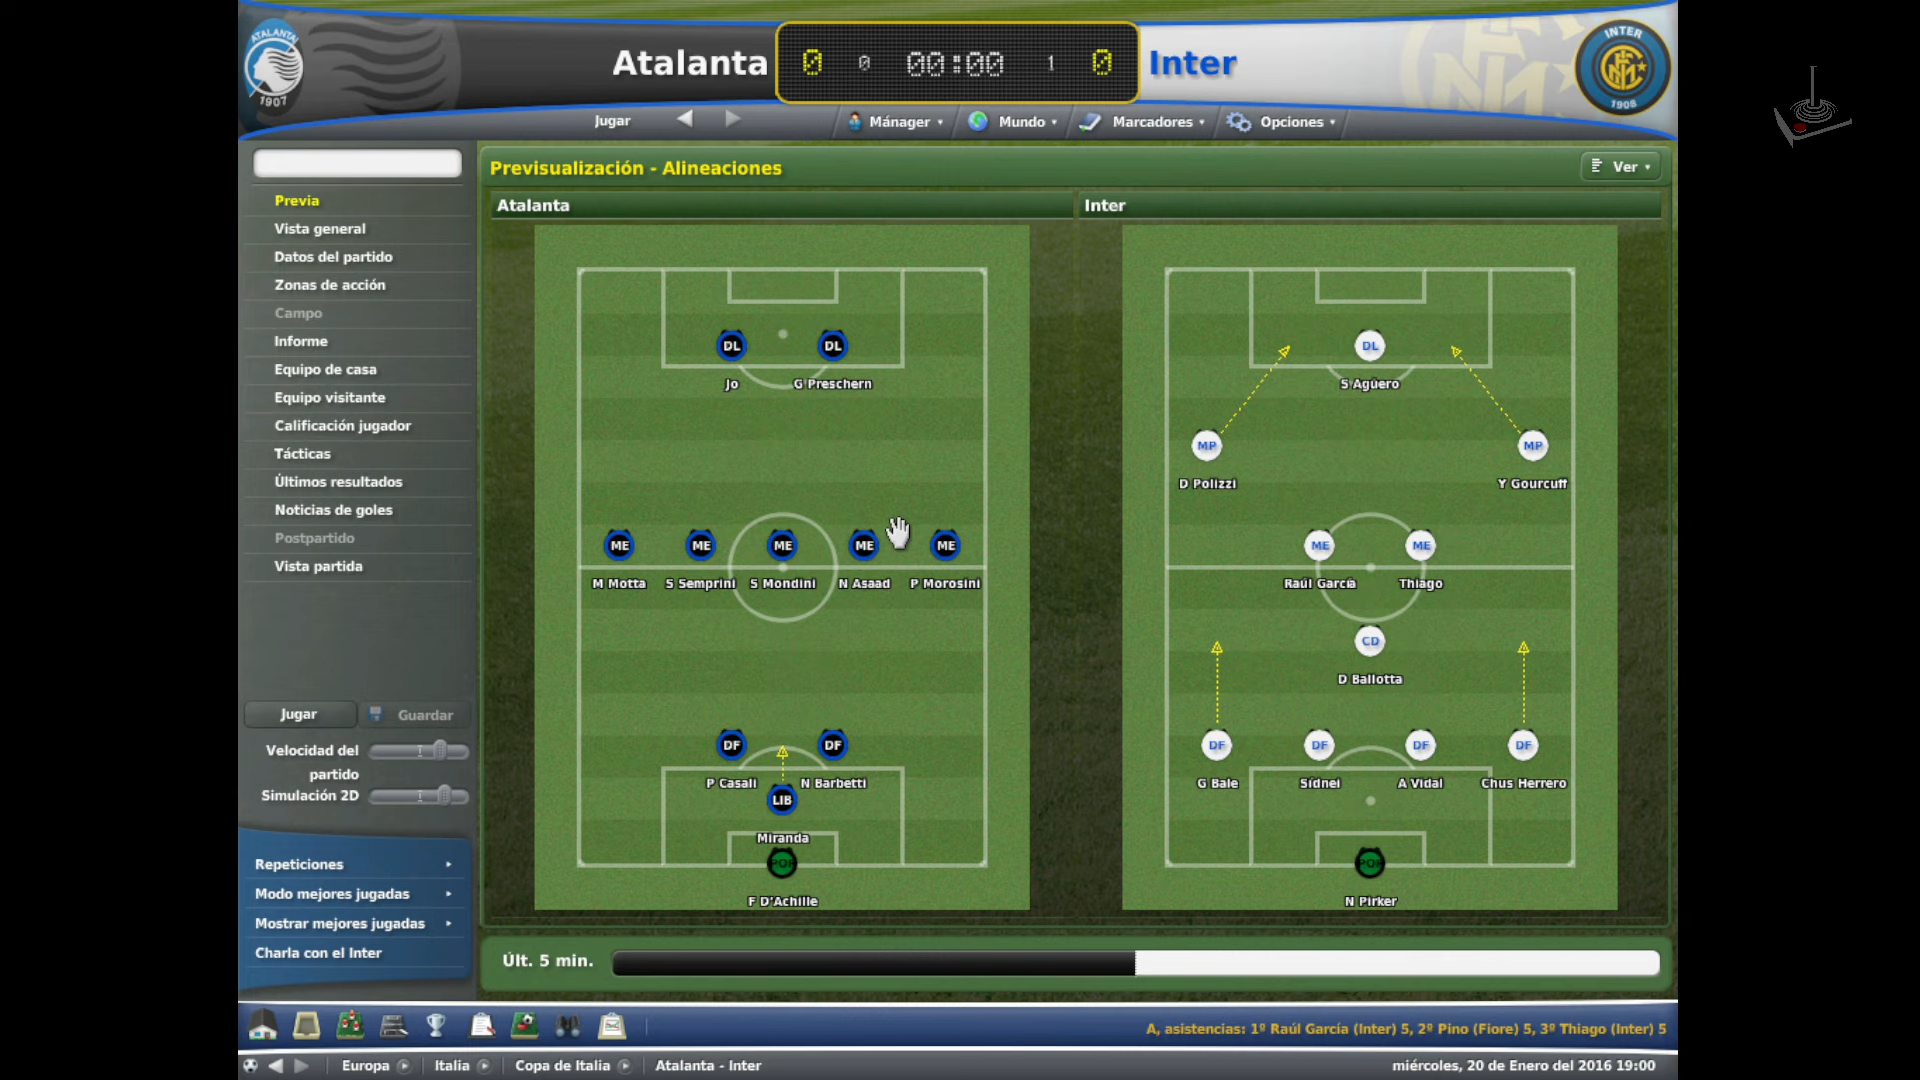 ATALANTA
1907
Atalanta
0 0 00:00 1 0
Inter
INTER
1908
Jugar
Mánager
Mundo
Marcadores
Opciones
Previa
Vista general
Datos del partido
Zonas de acción
Campo
Informe
Equipo de casa
Equipo visitante
Calificación jugador
Tácticas
Últimos resultados
Noticias de goles
Postpartido
Vista partida
Jugar
Guardar
Velocidad del
partido
Simulación 2D
Repeticiones
Modo mejores jugadas
Mostrar mejores jugadas
Charla con el Inter
Previsualización - Alineaciones
Ver
Atalanta
DL DL
Jo G Preschern
ME ME ME ME ME
M Motta S Semprini S Mondini N Asaad P Morosini
DF DF
P Casali N Barbetti
LIB
Miranda
POR
F D'Achille
Inter
DL
S Agüero
MP MP
D Polizzi Y Gourcuff
ME ME
Raúl García Thiago
CD
D Ballotta
DF DF DF DF
G Bale Sídnei A Vidal Chus Herrero
POR
N Pirker
Últ. 5 min.
A, asistencias: 1º Raúl García (Inter) 5, 2º Pino (Fiore) 5, 3º Thiago (Inter) 5
Europa
Italia
Copa de Italia
Atalanta - Inter
miércoles, 20 de Enero del 2016 19:00